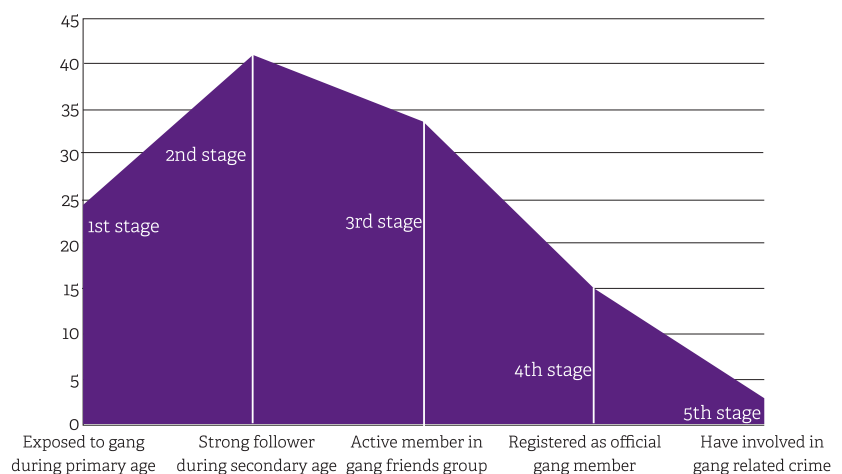 45
40
35
30
25
20
15
10
5
0
2nd stage
1st stage
3rd stage
4th stage
5th stage
Exposed to gang
during primary age
Strong follower
during secondary age
Active member in
gang friends group
Registered as official
gang member
Have involved in
gang related crime